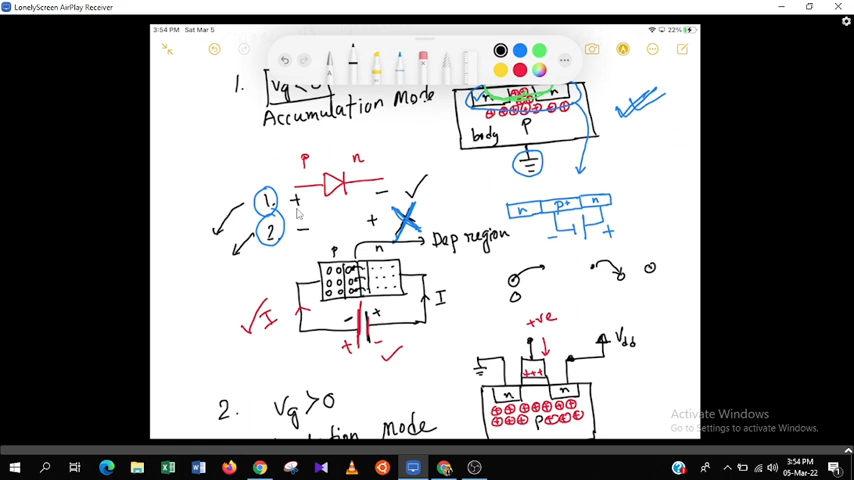 LonelyScreen AirPlay Receiver
3:54 PM Sat Mar 5
22%
1. Vg<0
Accumulation Mode
n n
body P
P n
1. + -
2. - +
n p+ n
- +
Dep region
P n
I I
- +
+ -
+ve
+++
Vdd
n n
P
2. Vg>0
mode
Activate Windows
Go to Settings to activate Windows.
3:54 PM
05-Mar-22